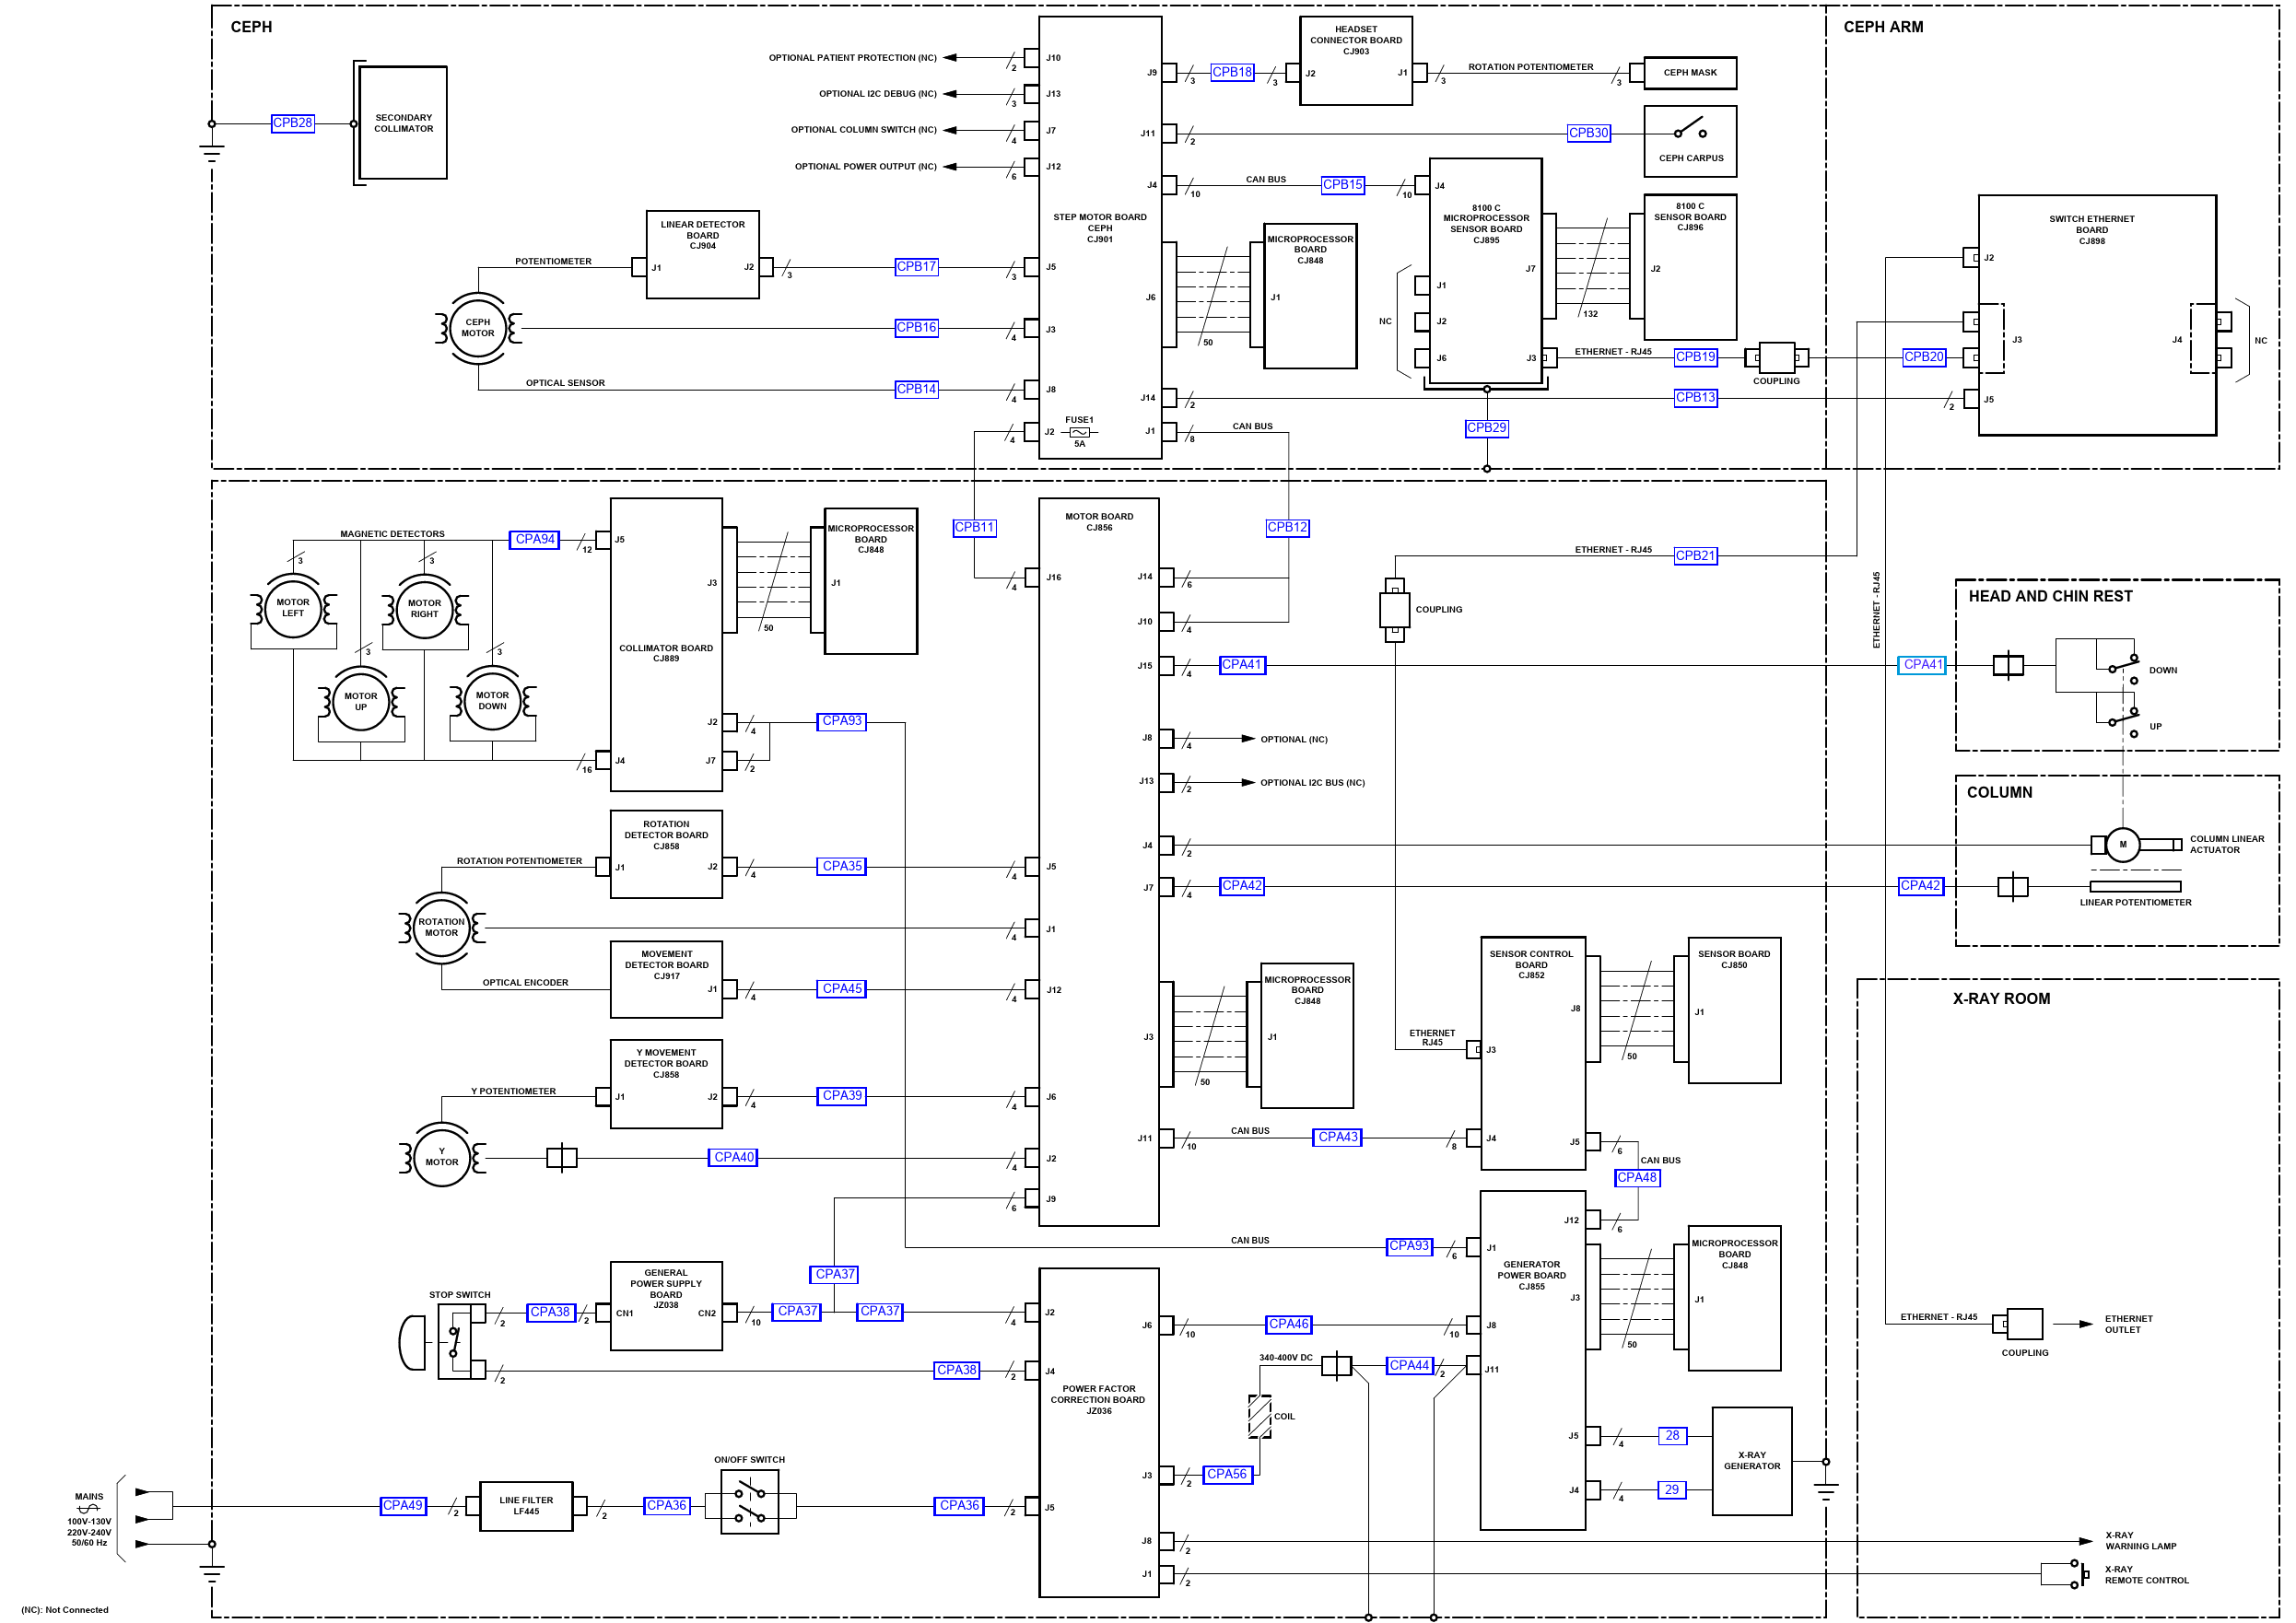 CEPH
CEPH ARM
CPB28
SECONDARY
COLLIMATOR
OPTIONAL PATIENT PROTECTION (NC)
2
J10
OPTIONAL I2C DEBUG (NC)
3
J13
OPTIONAL COLUMN SWITCH (NC)
4
J7
OPTIONAL POWER OUTPUT (NC)
6
J12
STEP MOTOR BOARD
CEPH
CJ901
J9
3
CPB18
3
J2
HEADSET
CONNECTOR BOARD
CJ903
J1
3
ROTATION POTENTIOMETER
3
CEPH MASK
J11
2
CPB30
CEPH CARPUS
J4
10
CAN BUS
CPB15
10
J4
8100 C
MICROPROCESSOR
SENSOR BOARD
CJ895
J7
132
8100 C
SENSOR BOARD
CJ896
J2
NC
J1
J2
J6
J3
ETHERNET - RJ45
CPB19
COUPLING
CPB20
SWITCH ETHERNET
BOARD
CJ898
J2
J3
J4
NC
J5
2
LINEAR DETECTOR
BOARD
CJ904
POTENTIOMETER
J1
J2
3
CPB17
3
J5
CEPH
MOTOR
CPB16
4
J3
OPTICAL SENSOR
CPB14
4
J8
J6
50
MICROPROCESSOR
BOARD
CJ848
J1
J14
2
CPB13
CPB29
4
J2
FUSE1
5A
J1
8
CAN BUS
CPB11
CPB12
MAGNETIC DETECTORS
CPA94
12
J5
3
3
MOTOR
LEFT
MOTOR
RIGHT
3
3
MOTOR
UP
MOTOR
DOWN
16
J4
COLLIMATOR BOARD
CJ889
J3
50
MICROPROCESSOR
BOARD
CJ848
J1
J2
4
CPA93
J7
2
MOTOR BOARD
CJ856
4
J16
J14
6
J10
4
J15
4
CPA41
CPA41
J8
4
OPTIONAL (NC)
J13
2
OPTIONAL I2C BUS (NC)
J4
2
J7
4
CPA42
CPA42
ETHERNET - RJ45
CPB21
COUPLING
ETHERNET - RJ45
HEAD AND CHIN REST
DOWN
UP
COLUMN
M
COLUMN LINEAR
ACTUATOR
LINEAR POTENTIOMETER
ROTATION
DETECTOR BOARD
CJ858
ROTATION POTENTIOMETER
J1
J2
4
CPA35
4
J5
ROTATION
MOTOR
4
J1
MOVEMENT
DETECTOR BOARD
CJ917
OPTICAL ENCODER
J1
4
CPA45
4
J12
Y MOVEMENT
DETECTOR BOARD
CJ858
Y POTENTIOMETER
J1
J2
4
CPA39
4
J6
Y
MOTOR
CPA40
4
J2
6
J9
J3
50
MICROPROCESSOR
BOARD
CJ848
J1
J11
10
CAN BUS
CPA43
8
J4
ETHERNET
RJ45
J3
SENSOR CONTROL
BOARD
CJ852
J8
50
SENSOR BOARD
CJ850
J1
J5
6
CAN BUS
CPA48
6
J12
X-RAY ROOM
CAN BUS
CPA93
6
J1
GENERATOR
POWER BOARD
CJ855
J3
50
MICROPROCESSOR
BOARD
CJ848
J1
CPA37
STOP SWITCH
2
CPA38
2
CN1
GENERAL
POWER SUPPLY
BOARD
JZ038
CN2
10
CPA37
CPA37
4
J2
2
CPA38
2
J4
POWER FACTOR
CORRECTION BOARD
JZ036
J6
10
CPA46
10
J8
340-400V DC
CPA44
2
J11
COIL
J3
2
CPA56
J5
4
28
J4
4
29
X-RAY
GENERATOR
ETHERNET - RJ45
COUPLING
ETHERNET
OUTLET
MAINS
100V-130V
220V-240V
50/60 Hz
CPA49
2
LINE FILTER
LF445
2
CPA36
ON/OFF SWITCH
CPA36
2
J5
J8
2
X-RAY
WARNING LAMP
J1
2
X-RAY
REMOTE CONTROL
(NC): Not Connected